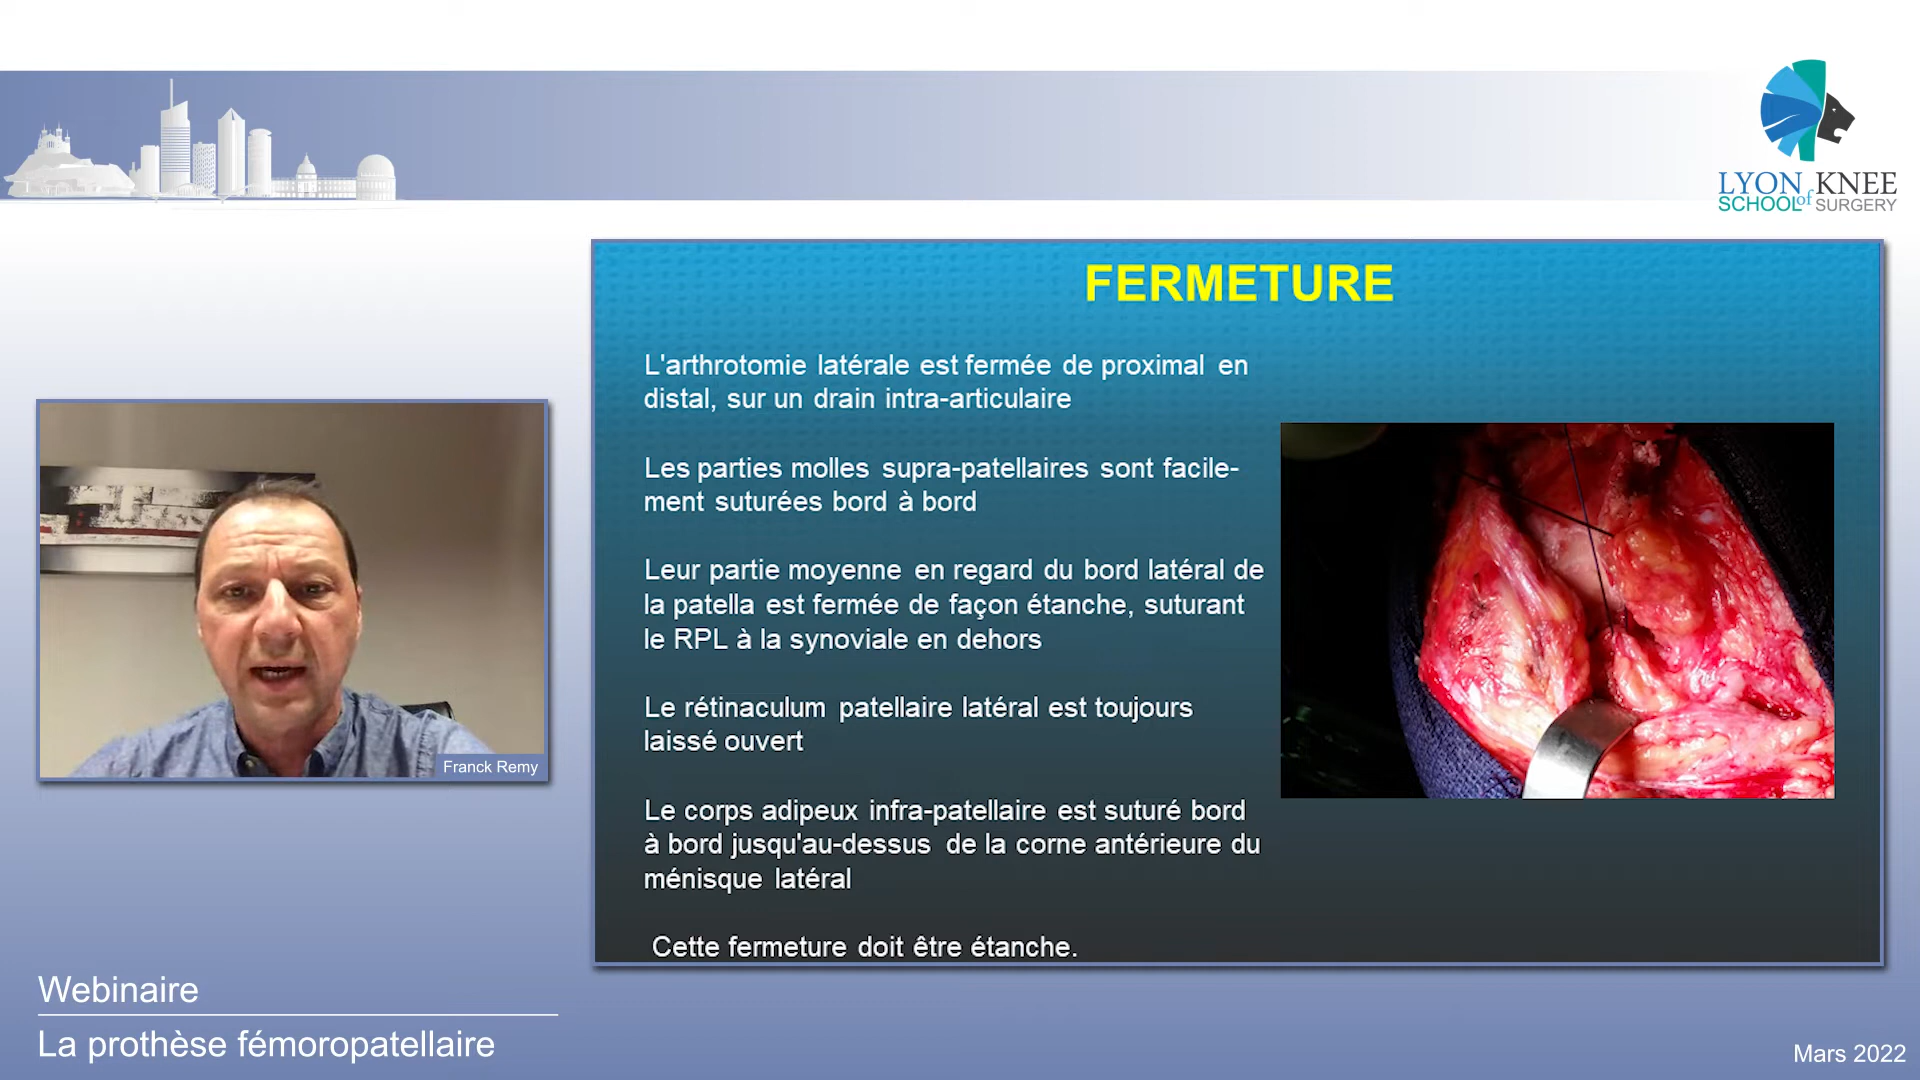 LYON KNEE
SCHOOL of SURGERY
FERMETURE
L'arthrotomie latérale est fermée de proximal en
distal, sur un drain intra-articulaire
Les parties molles supra-patellaires sont facile-
ment suturées bord à bord
Leur partie moyenne en regard du bord latéral de
la patella est fermée de façon étanche, suturant
le RPL à la synoviale en dehors
Le rétinaculum patellaire latéral est toujours
laissé ouvert
Le corps adipeux infra-patellaire est suturé bord
à bord jusqu'au-dessus de la corne antérieure du
ménisque latéral
Cette fermeture doit être étanche.
Franck Remy
Webinaire
La prothèse fémoropatellaire
Mars 2022